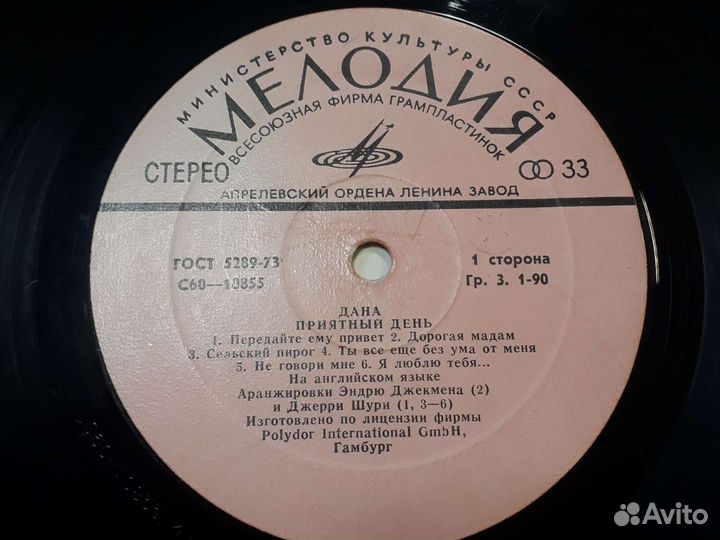 МИНИСТЕРСТВО КУЛЬТУРЫ СССР
МЕЛОДИЯ
ВСЕСОЮЗНАЯ ФИРМА ГРАМПЛАСТИНОК
СТЕРЕО 33
АПРЕЛЕВСКИЙ ОРДЕНА ЛЕНИНА ЗАВОД
ГОСТ 5289-73 1 сторона
С60—10855 Гр. 3. 1-90
ДАНА
ПРИЯТНЫЙ ДЕНЬ
1. Передайте ему привет 2. Дорогая мадам
3. Сельский пирог 4. Ты все еще без ума от меня
5. Не говори мне 6. Я люблю тебя...
На английском языке
Аранжировки Эндрю Джекмена (2)
и Джерри Шури (1, 3—6)
Изготовлено по лицензии фирмы
Polydor International GmbH,
Гамбург
Avito